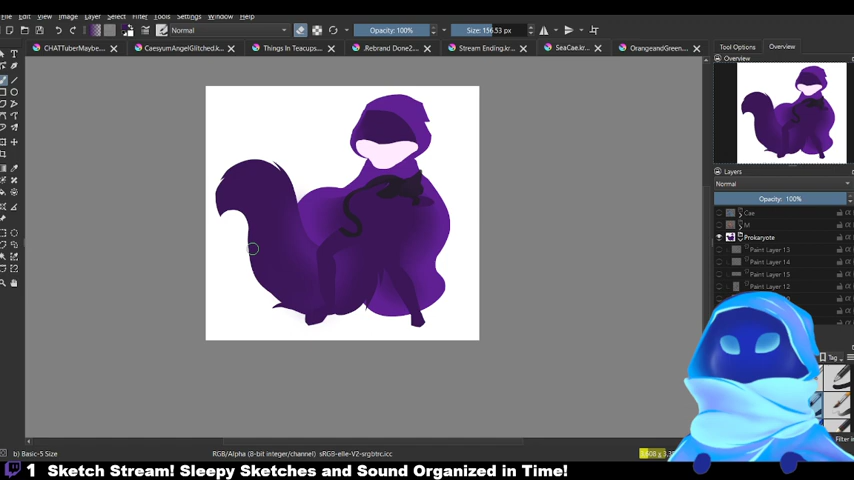 File Edit View Image Layer Select Filter Tools Settings Window Help
Normal Opacity: 100% Size: 156.53 px
CHATTuberMaybe... CaesyumAngelGlitched.k... Things In Teacups... .Rebrand Done2... Stream Ending.kr... SeaCae.kr... OrangeandGreen...
Tool Options Overview
Overview
Layers
Normal
Opacity: 100%
Cae
M
Prokaryote
Paint Layer 13
Paint Layer 14
Paint Layer 15
Paint Layer 12
Tag
Filter in
b) Basic-5 Size RGB/Alpha (8-bit integer/channel) sRGB-elle-V2-srgbtrc.icc
1 Sketch Stream! Sleepy Sketches and Sound Organized in Time!